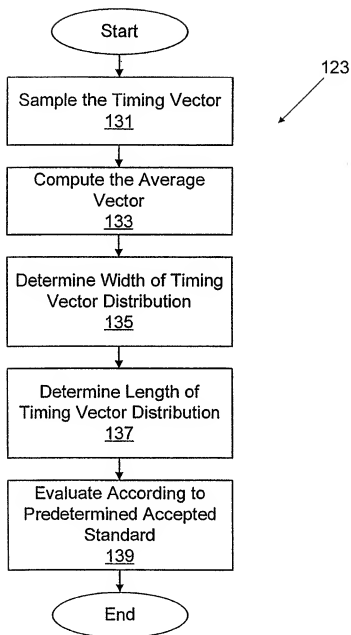 Start
123
Sample the Timing Vector
131
Compute the Average
Vector
133
Determine Width of Timing
Vector Distribution
135
Determine Length of
Timing Vector Distribution
137
Evaluate According to
Predetermined Accepted
Standard
139
End